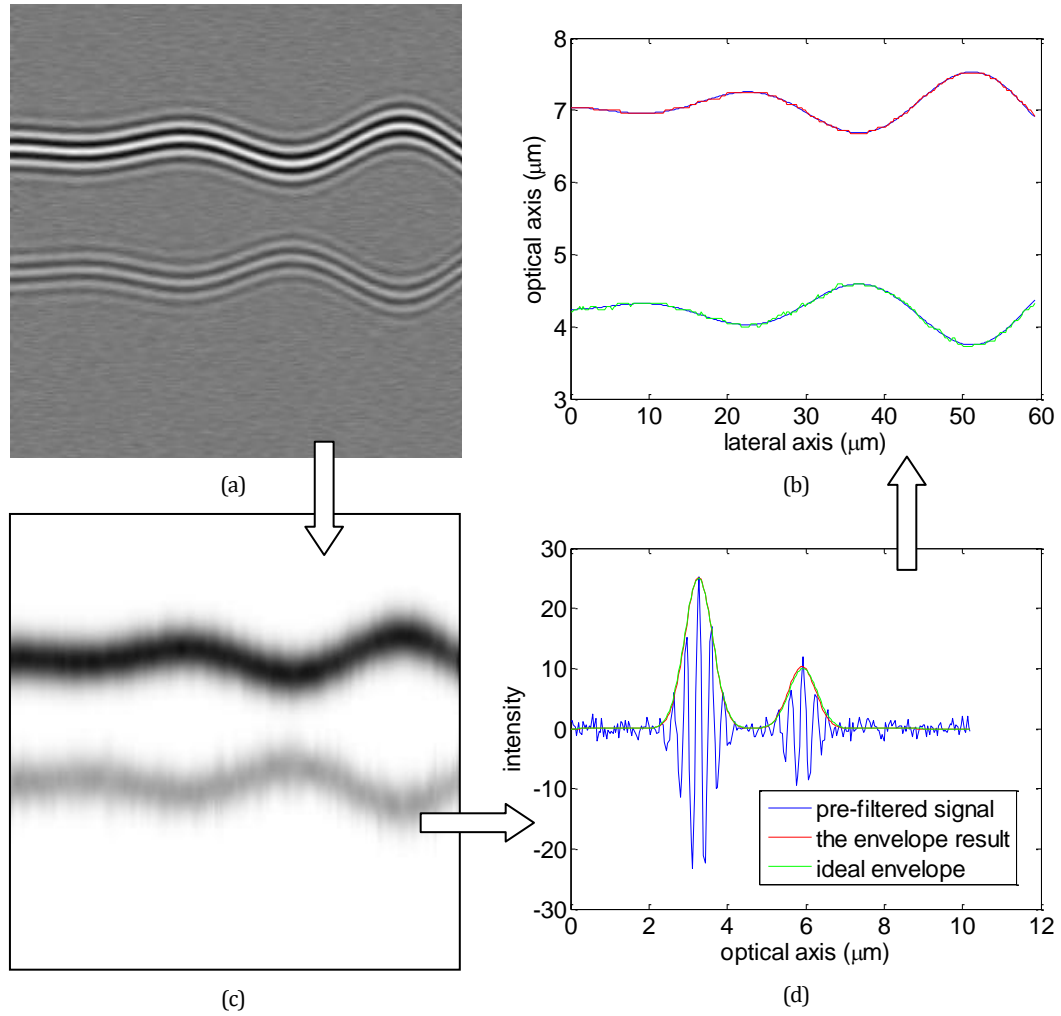 8
7
6
5
4
3
optical axis (μm)
0 10 20 30 40 50 60
lateral axis (μm)
(a)
(b)
30
20
10
0
-10
-20
-30
intensity
pre-filtered signal
the envelope result
ideal envelope
0 2 4 6 8 10 12
optical axis (μm)
(c)
(d)